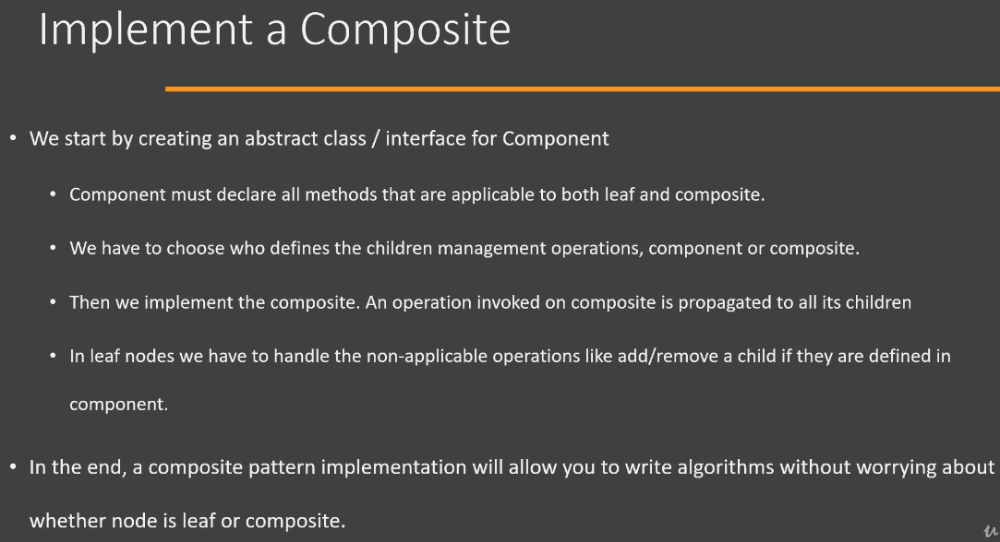 Implement a Composite
• We start by creating an abstract class / interface for Component
• Component must declare all methods that are applicable to both leaf and composite.
• We have to choose who defines the children management operations, component or composite.
• Then we implement the composite. An operation invoked on composite is propagated to all its children
• In leaf nodes we have to handle the non-applicable operations like add/remove a child if they are defined in
component.
• In the end, a composite pattern implementation will allow you to write algorithms without worrying about
whether node is leaf or composite.